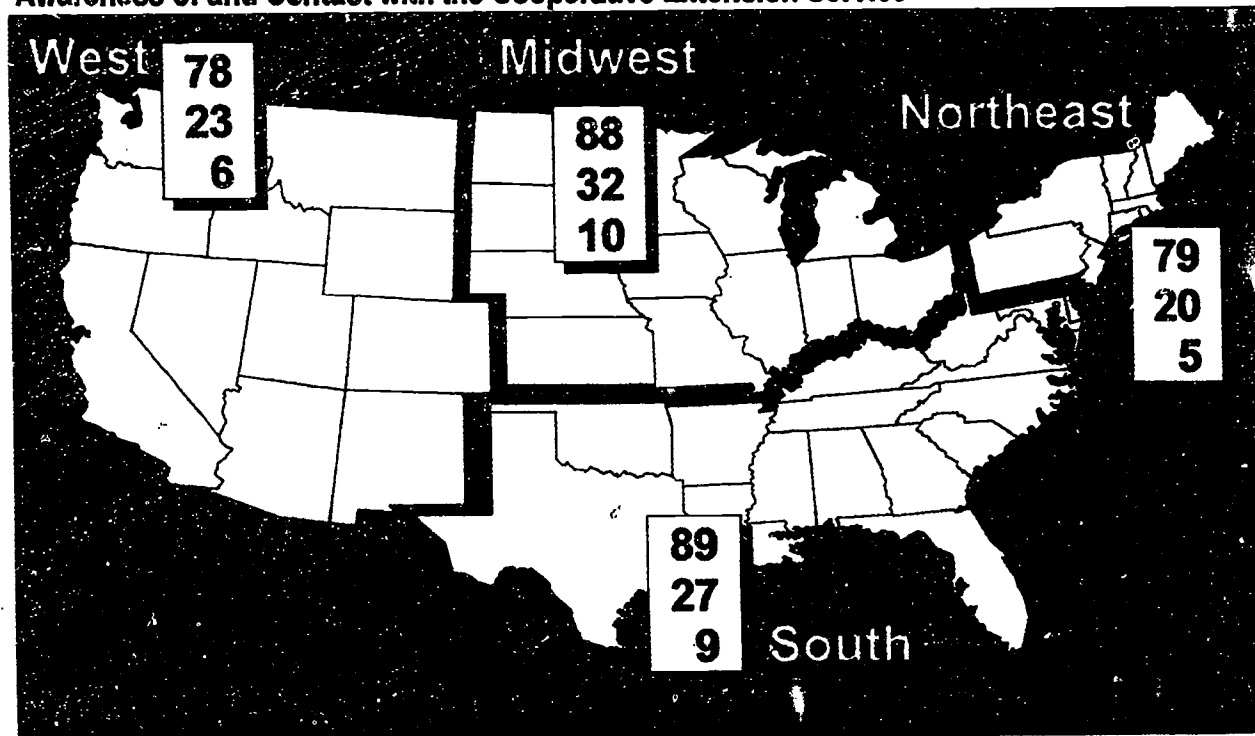 Awareness of and Contact with the Cooperative Extension Service
West
78
23
6
Midwest
88
32
10
Northeast
79
20
5
89
27
9
South